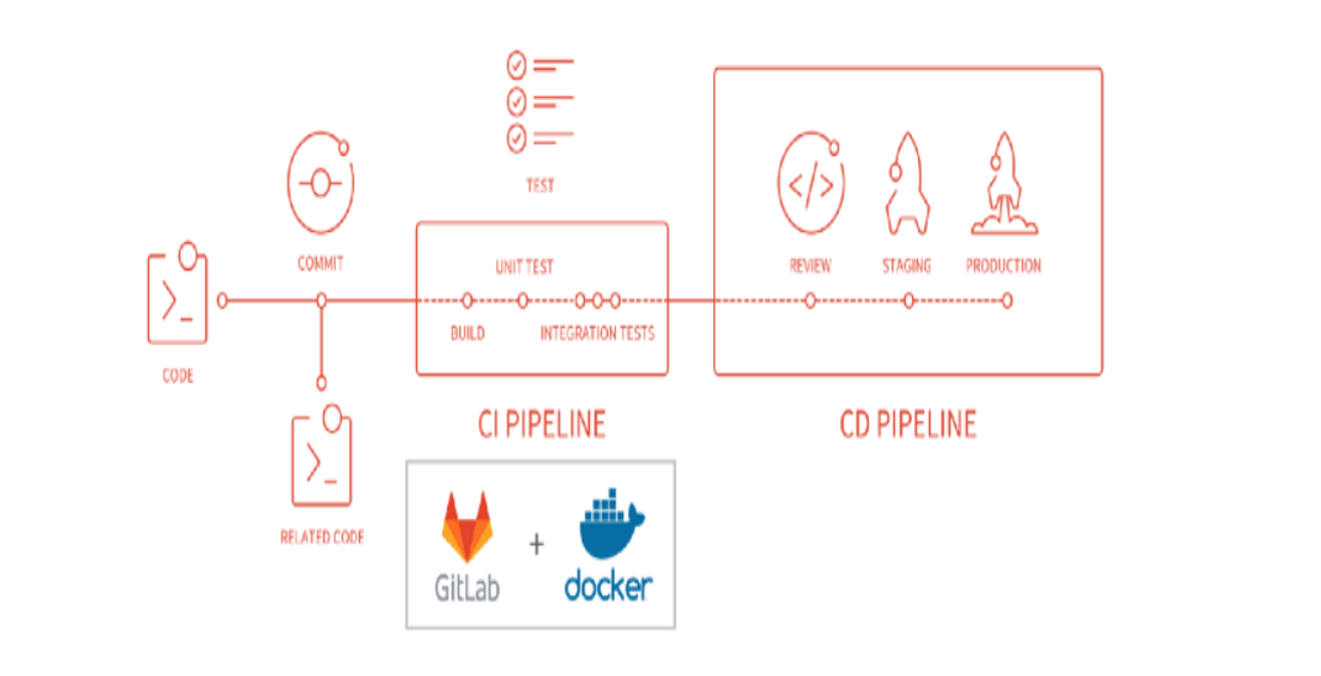 TEST
COMMIT
UNIT TEST
REVIEW
STAGING
PRODUCTION
BUILD
INTEGRATION TESTS
CODE
CI PIPELINE
CD PIPELINE
RELATED CODE
GitLab
+
docker